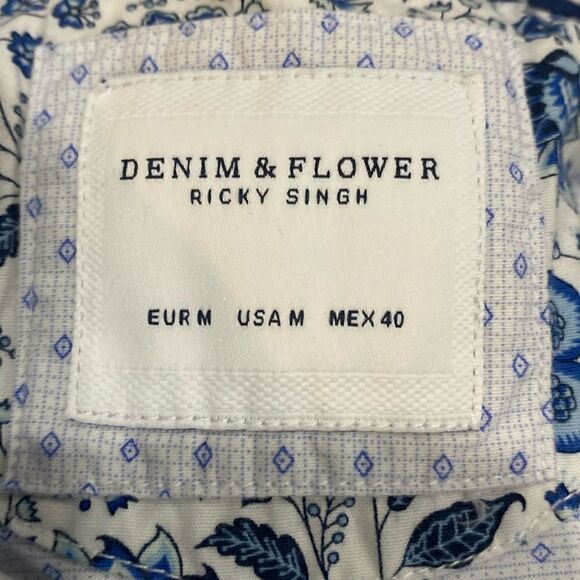 DENIM & FLOWER
RICKY SINGH
EUR M USA M MEX 40